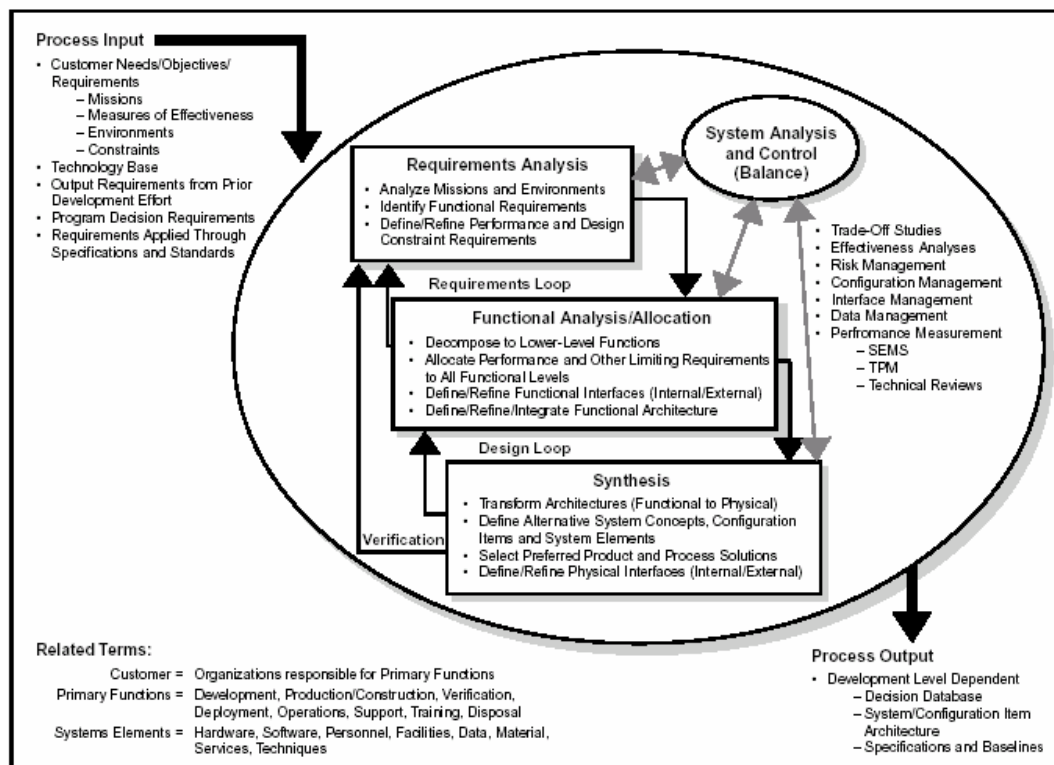 Process Input
• Customer Needs/Objectives/
Requirements
– Missions
– Measures of Effectiveness
– Environments
– Constraints
• Technology Base
• Output Requirements from Prior
Development Effort
• Program Decision Requirements
• Requirements Applied Through
Specifications and Standards
System Analysis
and Control
(Balance)
Requirements Analysis
• Analyze Missions and Environments
• Identify Functional Requirements
• Define/Refine Performance and Design
Constraint Requirements
• Trade-Off Studies
• Effectiveness Analyses
• Risk Management
• Configuration Management
• Interface Management
• Data Management
• Perfromance Measurement
– SEMS
– TPM
– Technical Reviews
Requirements Loop
Functional Analysis/Allocation
• Decompose to Lower-Level Functions
• Allocate Performance and Other Limiting Requirements
to All Functional Levels
• Define/Refine Functional Interfaces (Internal/External)
• Define/Refine/Integrate Functional Architecture
Design Loop
Synthesis
• Transform Architectures (Functional to Physical)
• Define Alternative System Concepts, Configuration
Items and System Elements
• Select Preferred Product and Process Solutions
• Define/Refine Physical Interfaces (Internal/External)
Verification
Related Terms:
Customer = Organizations responsible for Primary Functions
Primary Functions = Development, Production/Construction, Verification,
Deployment, Operations, Support, Training, Disposal
Systems Elements = Hardware, Software, Personnel, Facilities, Data, Material,
Services, Techniques
Process Output
• Development Level Dependent
– Decision Database
– System/Configuration Item
Architecture
– Specifications and Baselines